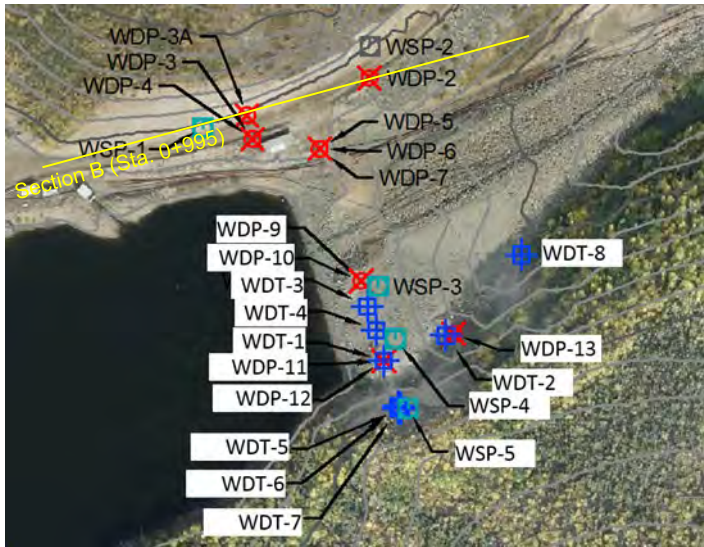 WDP-3A
WDP-3
WDP-4
WSP-2
WDP-2
WSP-1
WDP-5
WDP-6
WDP-7
Section B (Sta. 0+995)
WDP-9
WDP-10
WDT-3
WDT-4
WDT-1
WDP-11
WDP-12
WDT-5
WDT-6
WDT-7
WSP-3
WDT-8
WDP-13
WDT-2
WSP-4
WSP-5